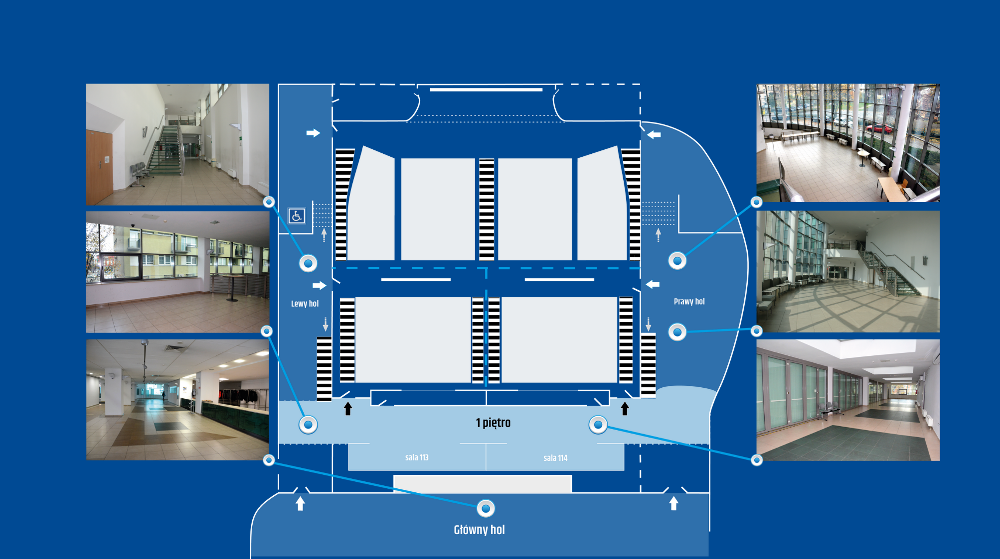 Lewy hol
Prawy hol
1 piętro
sala 113
sala 114
Główny hol